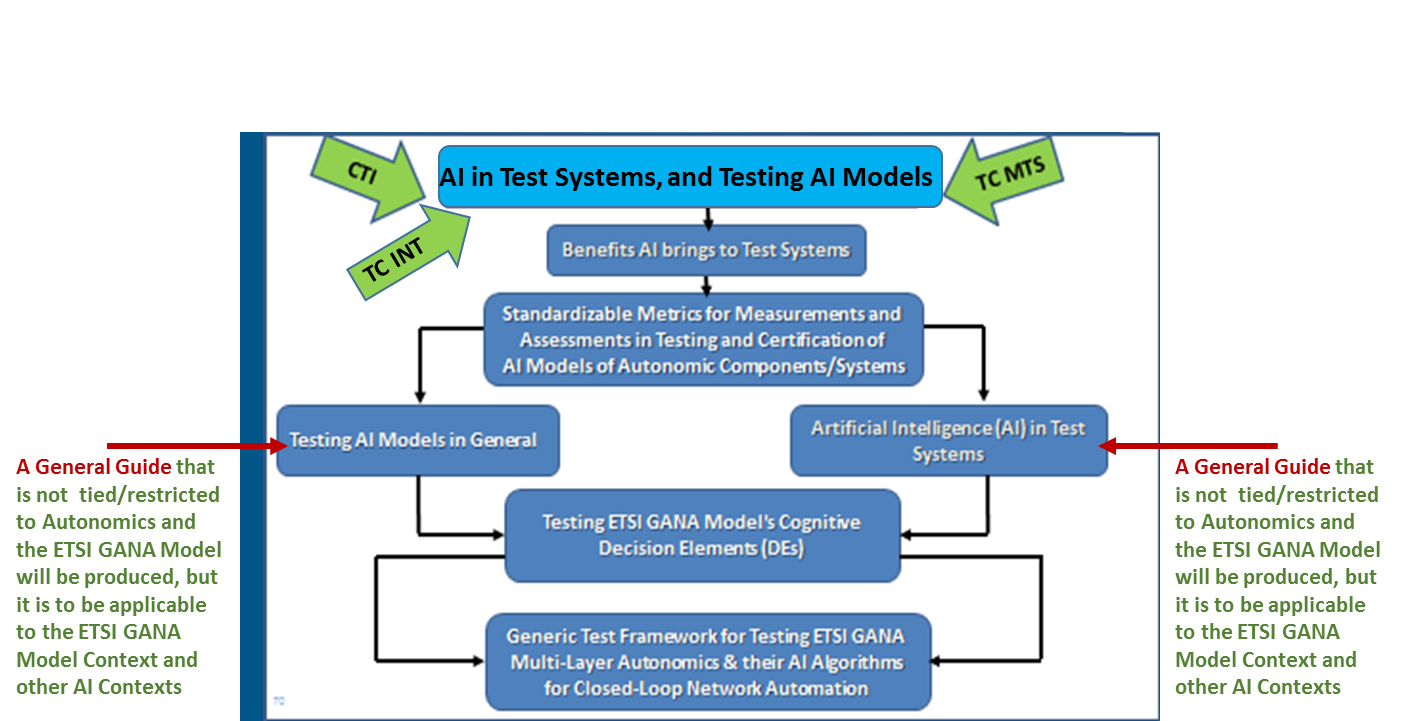 CTI
AI in Test Systems, and Testing AI Models
TC MTS
TC INT
Benefits AI brings to Test Systems
Standardizable Metrics for Measurements and
Assessments in Testing and Certification of
AI Models of Autonomic Components/Systems
Testing AI Models in General
Artificial Intelligence (AI) in Test
Systems
A General Guide that
is not tied/restricted
to Autonomics and
the ETSI GANA Model
will be produced, but
it is to be applicable
to the ETSI GANA
Model Context and
other AI Contexts
A General Guide that
is not tied/restricted
to Autonomics and
the ETSI GANA Model
will be produced, but
it is to be applicable
to the ETSI GANA
Model Context and
other AI Contexts
Testing ETSI GANA Model's Cognitive
Decision Elements (DEs)
Generic Test Framework for Testing ETSI GANA
Multi-Layer Autonomics & their AI Algorithms
for Closed-Loop Network Automation
70